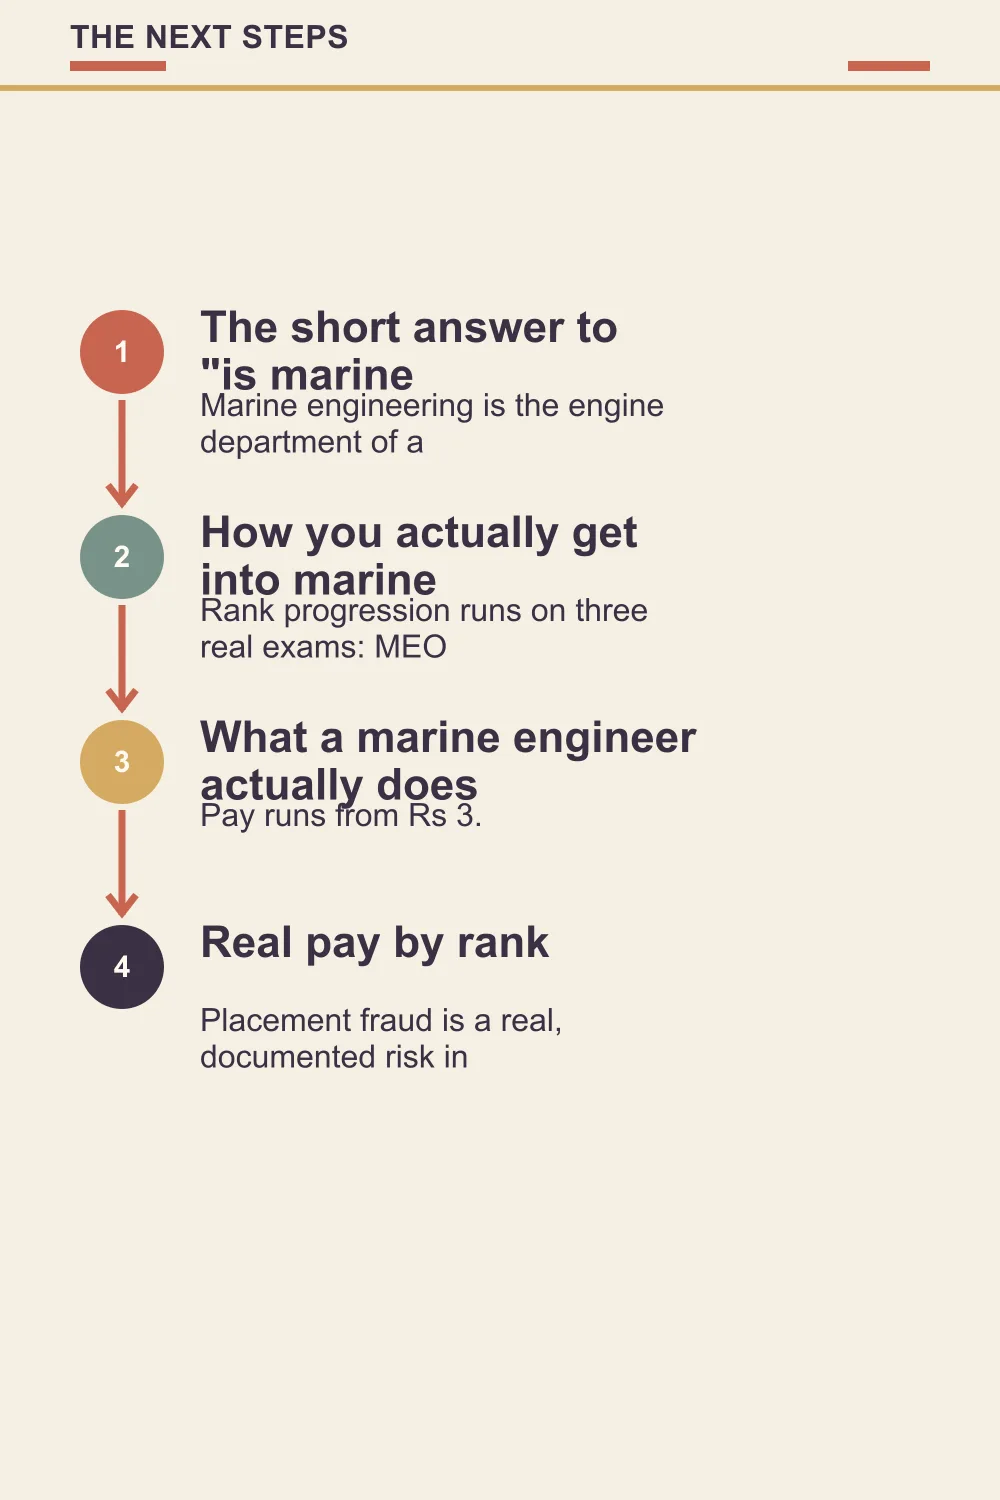 THE NEXT STEPS
1
The short answer to
"is marine
Marine engineering is the engine
department of a
2
How you actually get
into marine
Rank progression runs on three
real exams: MEO
3
What a marine engineer
actually does
Pay runs from Rs 3.
4
Real pay by rank
Placement fraud is a real,
documented risk in